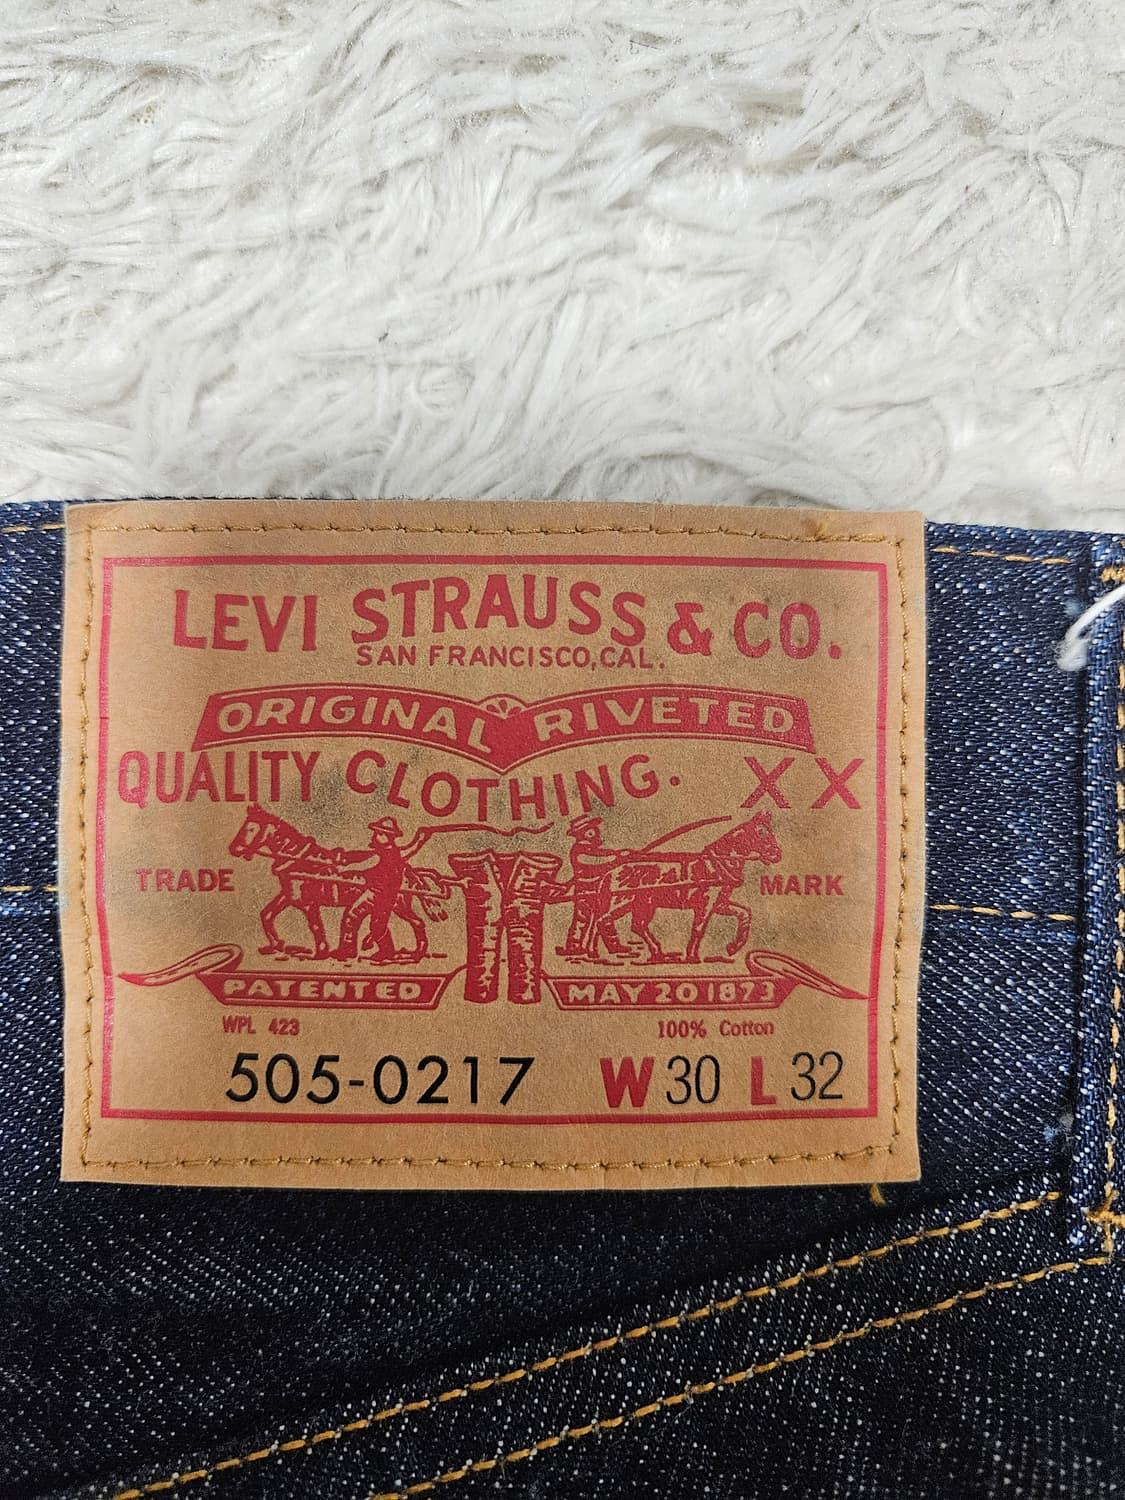 LEVI STRAUSS & CO.
SAN FRANCISCO, CAL.
ORIGINAL RIVETED
QUALITY CLOTHING. XX
TRADE MARK
PATENTED MAY 20 1873
WPL 423 100% Cotton
505-0217 W 30 L 32